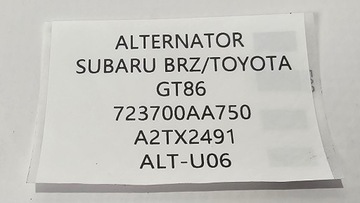 ALTERNATOR
SUBARU BRZ/TOYOTA
GT86
723700AA750
A2TX2491
ALT-U06